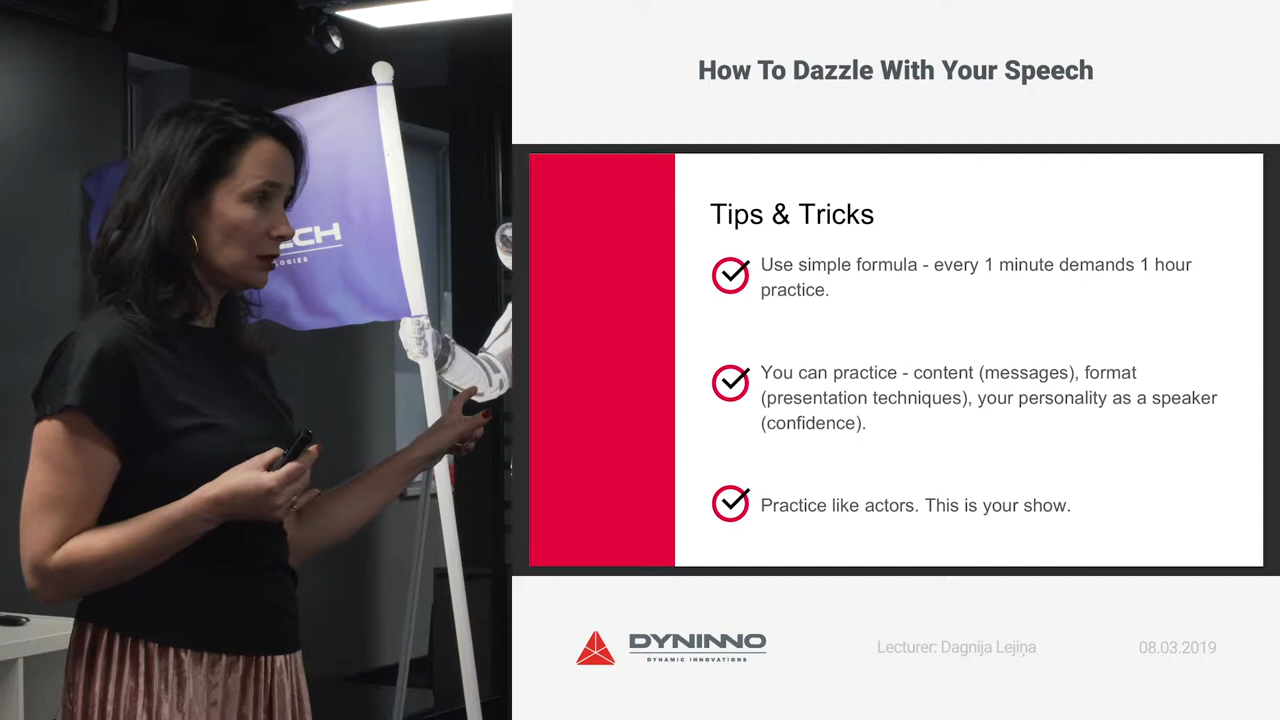 How To Dazzle With Your Speech
Tips & Tricks
Use simple formula - every 1 minute demands 1 hour
practice.
You can practice - content (messages), format
(presentation techniques), your personality as a speaker
(confidence).
Practice like actors. This is your show.
DYNINNO
DYNAMIC INNOVATIONS
Lecturer: Dagnija Lejiņa
08.03.2019